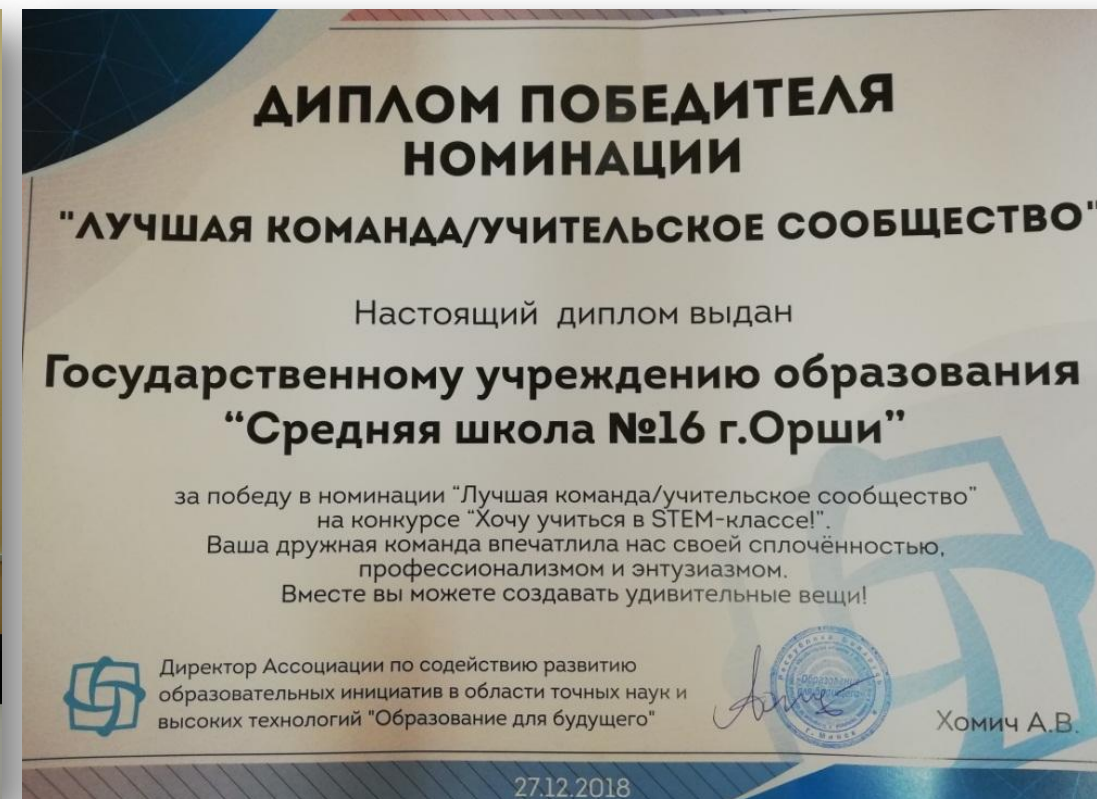 ДИПЛОМ ПОБЕДИТЕЛЯ
НОМИНАЦИИ
"ЛУЧШАЯ КОМАНДА/УЧИТЕЛЬСКОЕ СООБЩЕСТВО"
Настоящий диплом выдан
Государственному учреждению образования
“Средняя школа №16 г.Орши”
за победу в номинации “Лучшая команда/учительское сообщество”
на конкурсе “Хочу учиться в STEM-классе!”.
Ваша дружная команда впечатлила нас своей сплочённостью,
профессионализмом и энтузиазмом.
Вместе вы можете создавать удивительные вещи!
Директор Ассоциации по содействию развитию
образовательных инициатив в области точных наук и
высоких технологий "Образование для будущего"
Хомич А.В.
27.12.2018